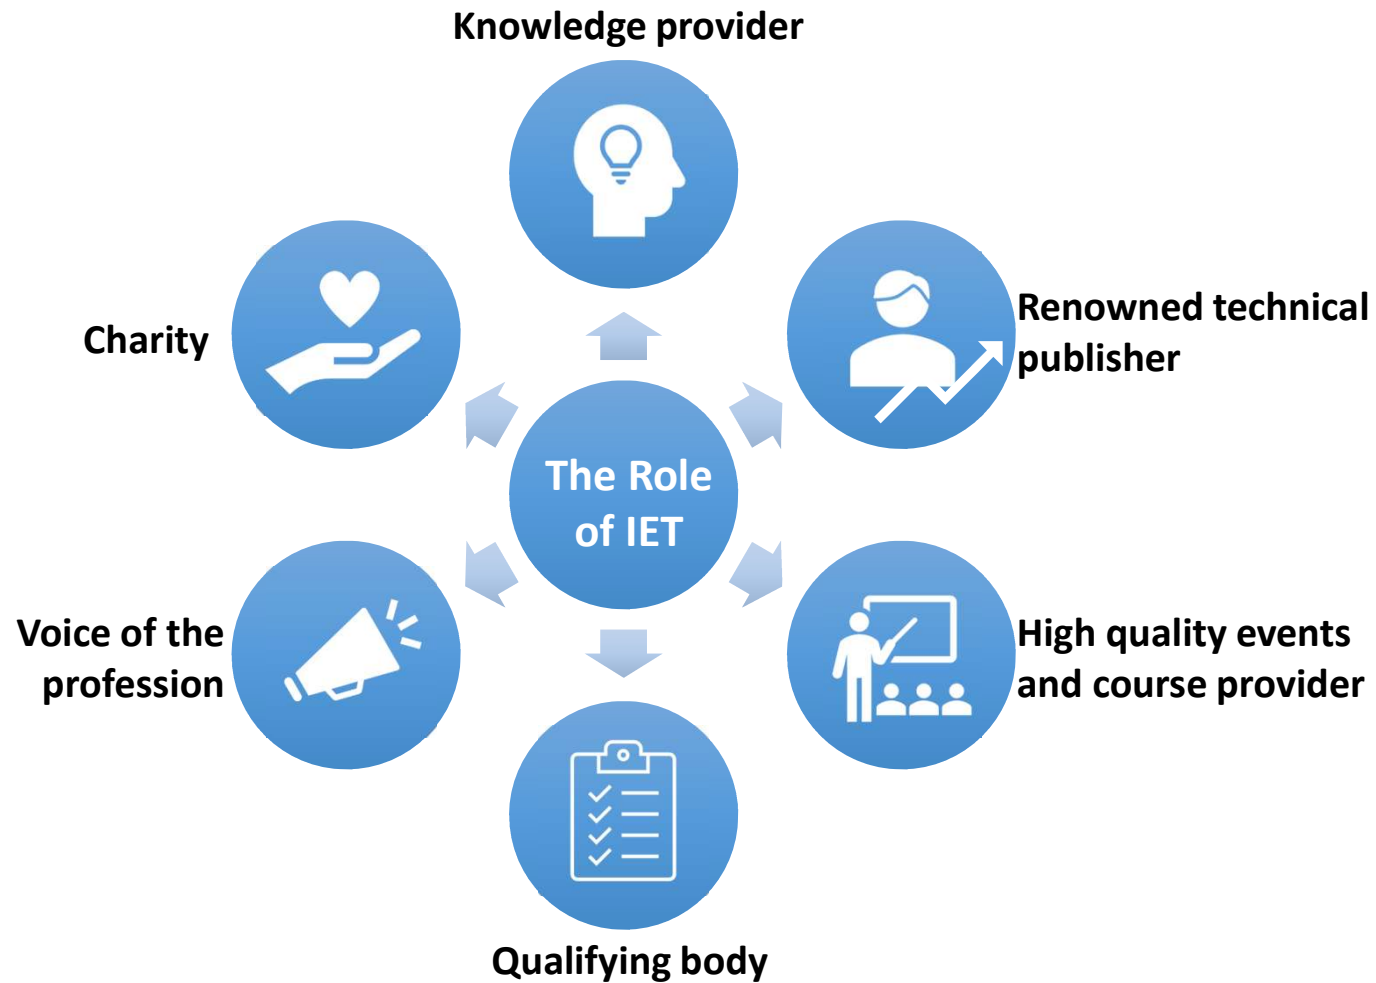 Knowledge provider
Charity
Renowned technical
publisher
The Role
of IET
Voice of the
profession
High quality events
and course provider
Qualifying body